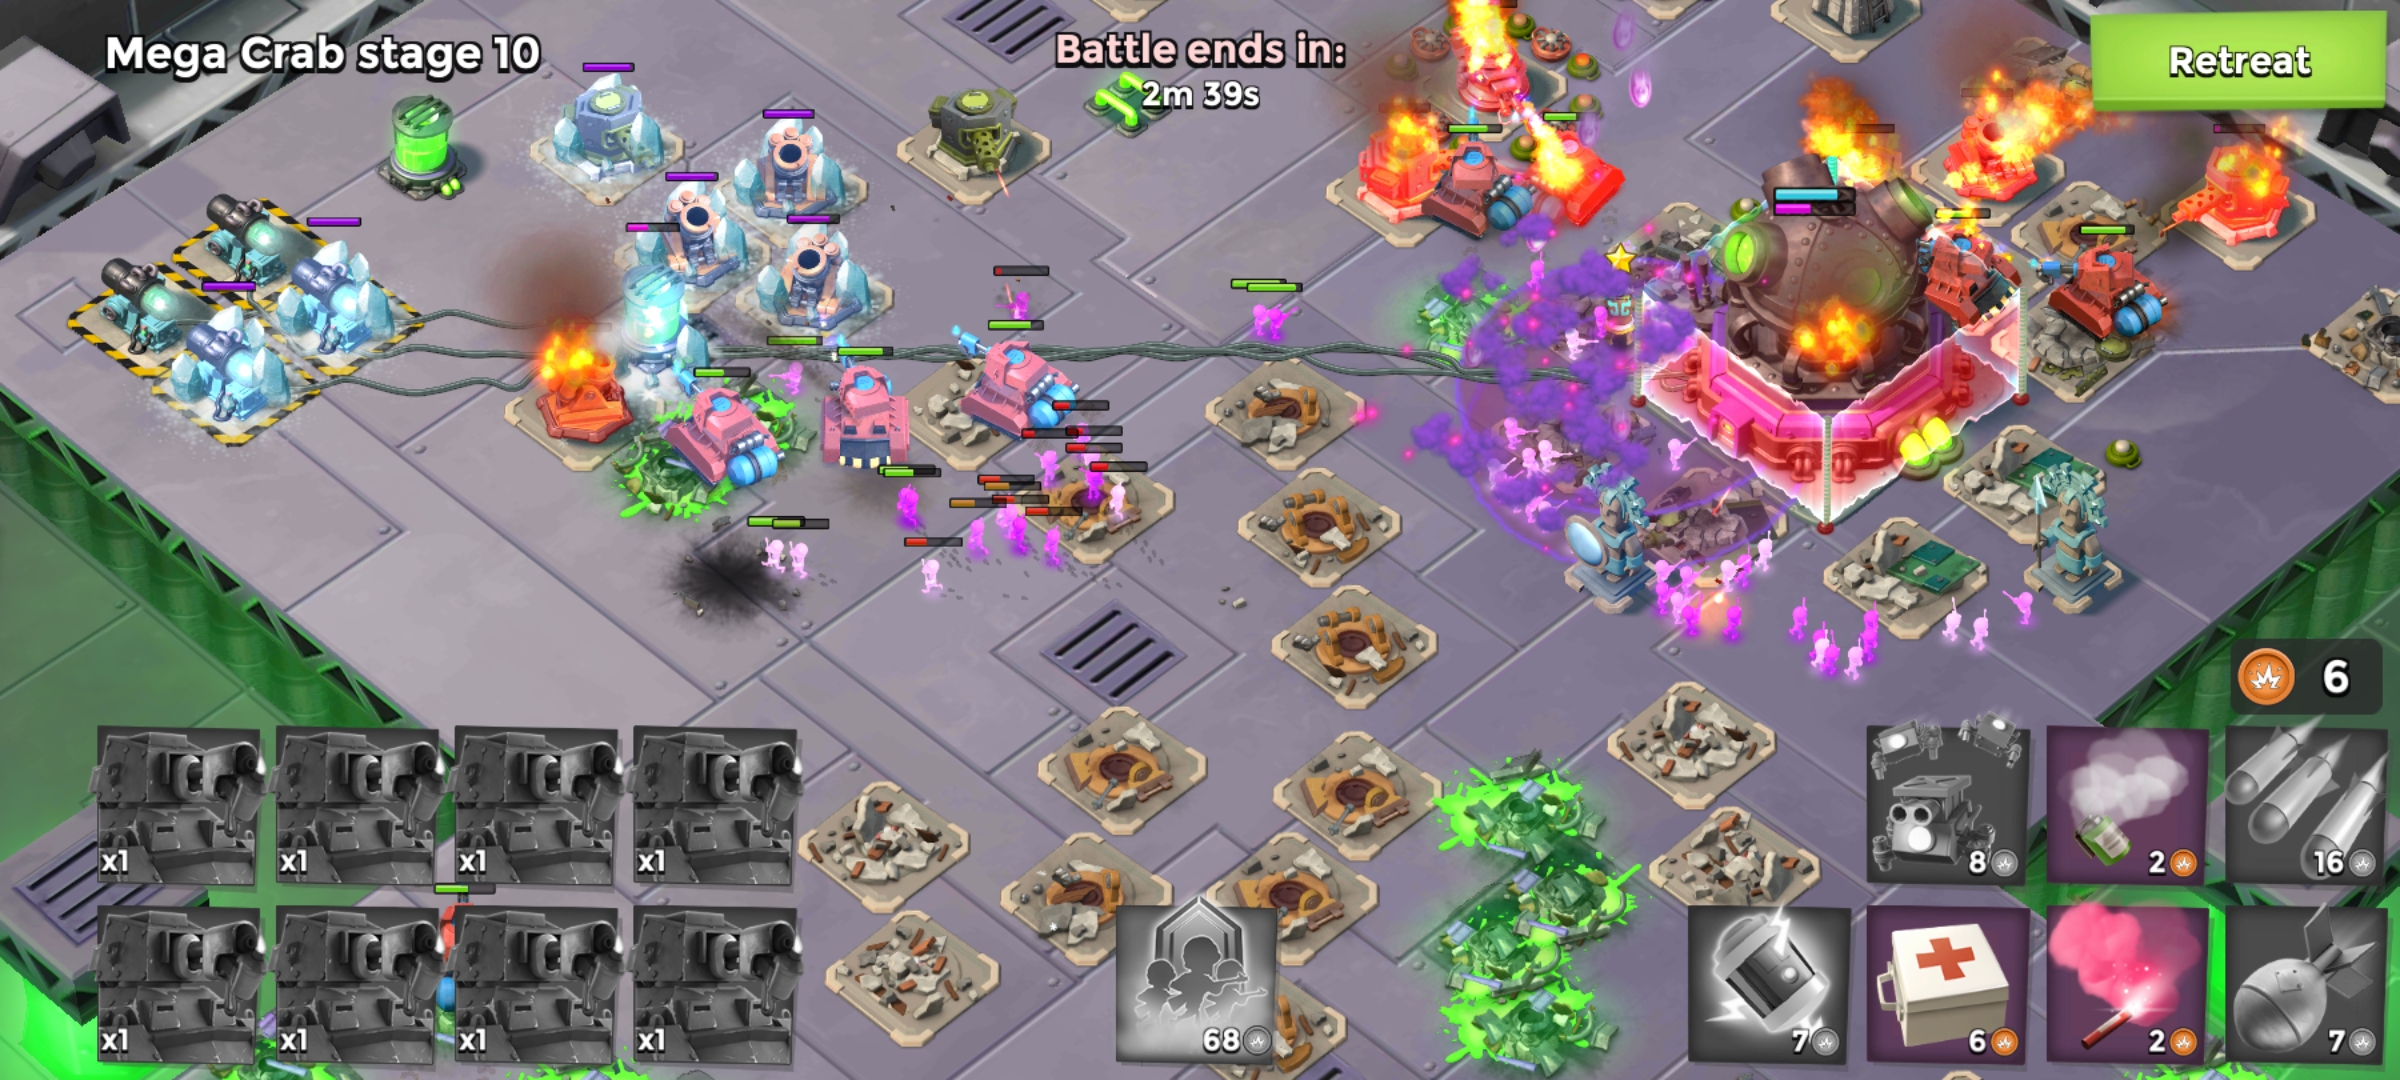 Mega Crab stage 10
Battle ends in:
2m 39s
Retreat
6
x1
x1
x1
x1
8
2
16
x1
x1
x1
x1
68
7
6
2
7